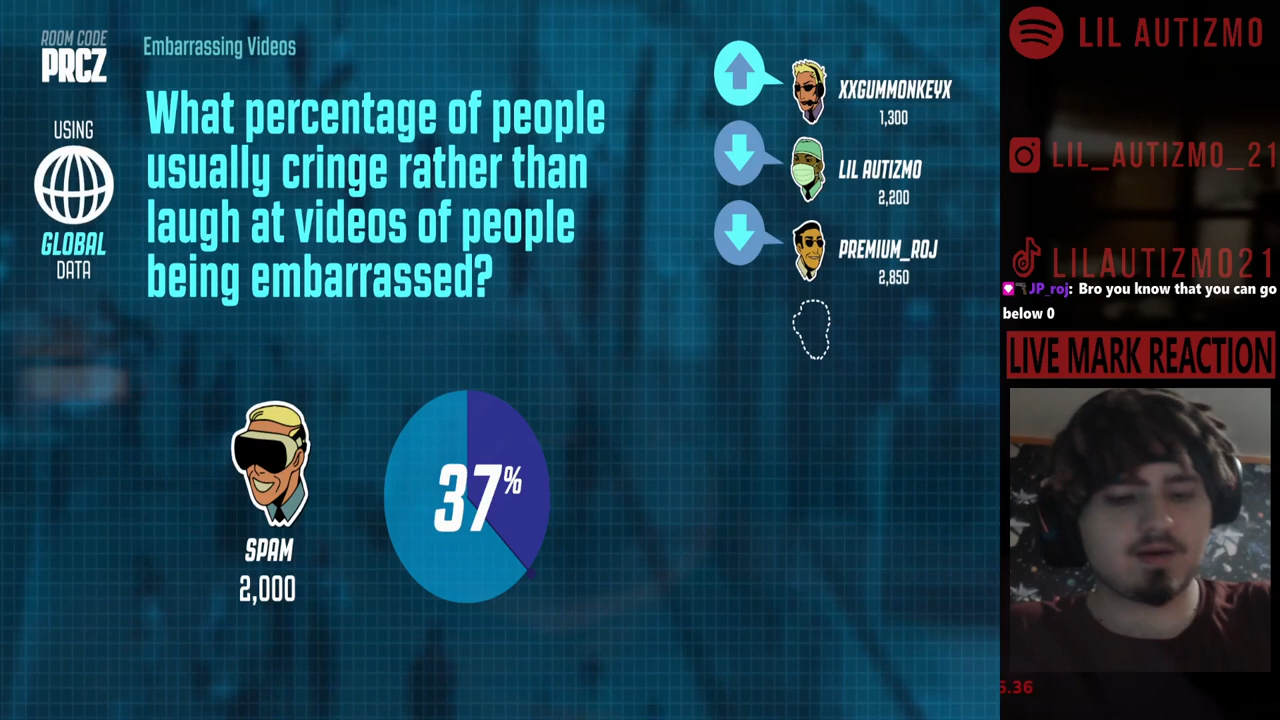 ROOM CODE
PRCZ
USING
GLOBAL
DATA
Embarrassing Videos
What percentage of people
usually cringe rather than
laugh at videos of people
being embarrassed?
SPAM
2,000
37%
XXGUMMONKEYX
1,300
LIL AUTIZMO
2,200
PREMIUM_ROJ
2,850
LIL AUTIZMO
LIL_AUTIZMO_21
LILAUTIZMO21
JP_roj: Bro you know that you can go
below 0
LIVE MARK REACTION
5.36